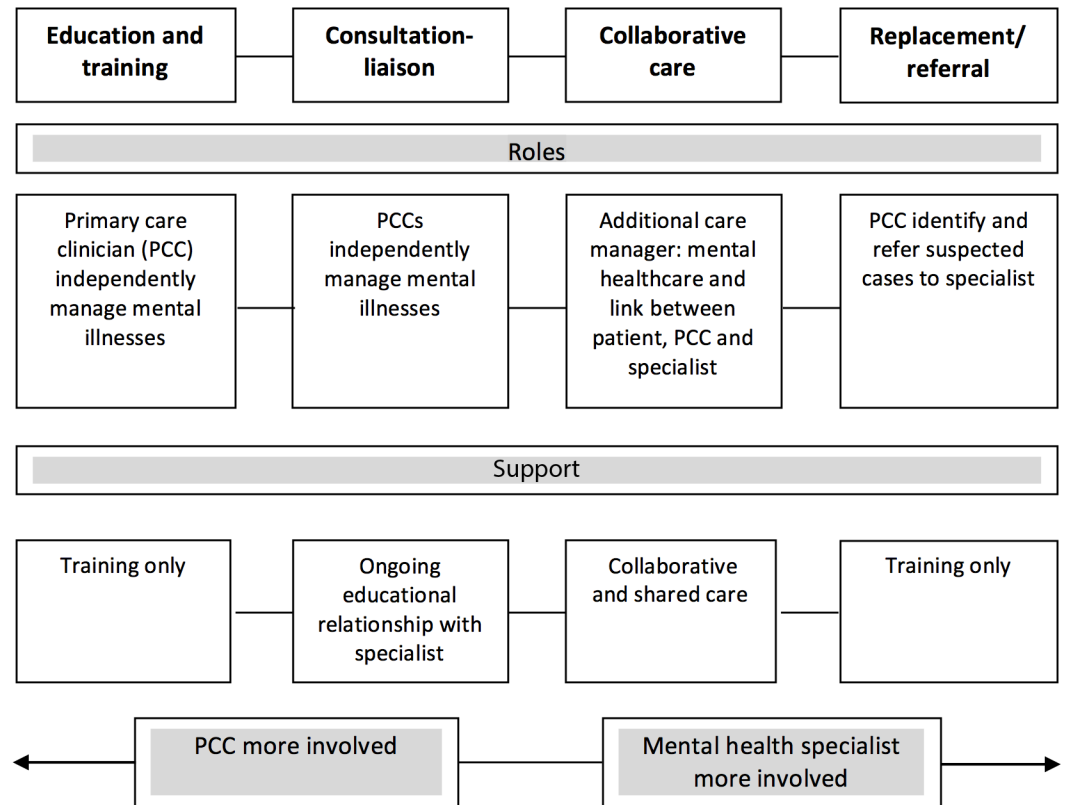 Education and
training
Consultation-
liaison
Collaborative
care
Replacement/
referral
Roles
Primary care
clinician (PCC)
independently
manage mental
illnesses
PCCs
independently
manage mental
illnesses
Additional care
manager: mental
healthcare and
link between
patient, PCC and
specialist
PCC identify and
refer suspected
cases to specialist
Support
Training only
Ongoing
educational
relationship with
specialist
Collaborative
and shared care
Training only
PCC more involved
Mental health specialist
more involved